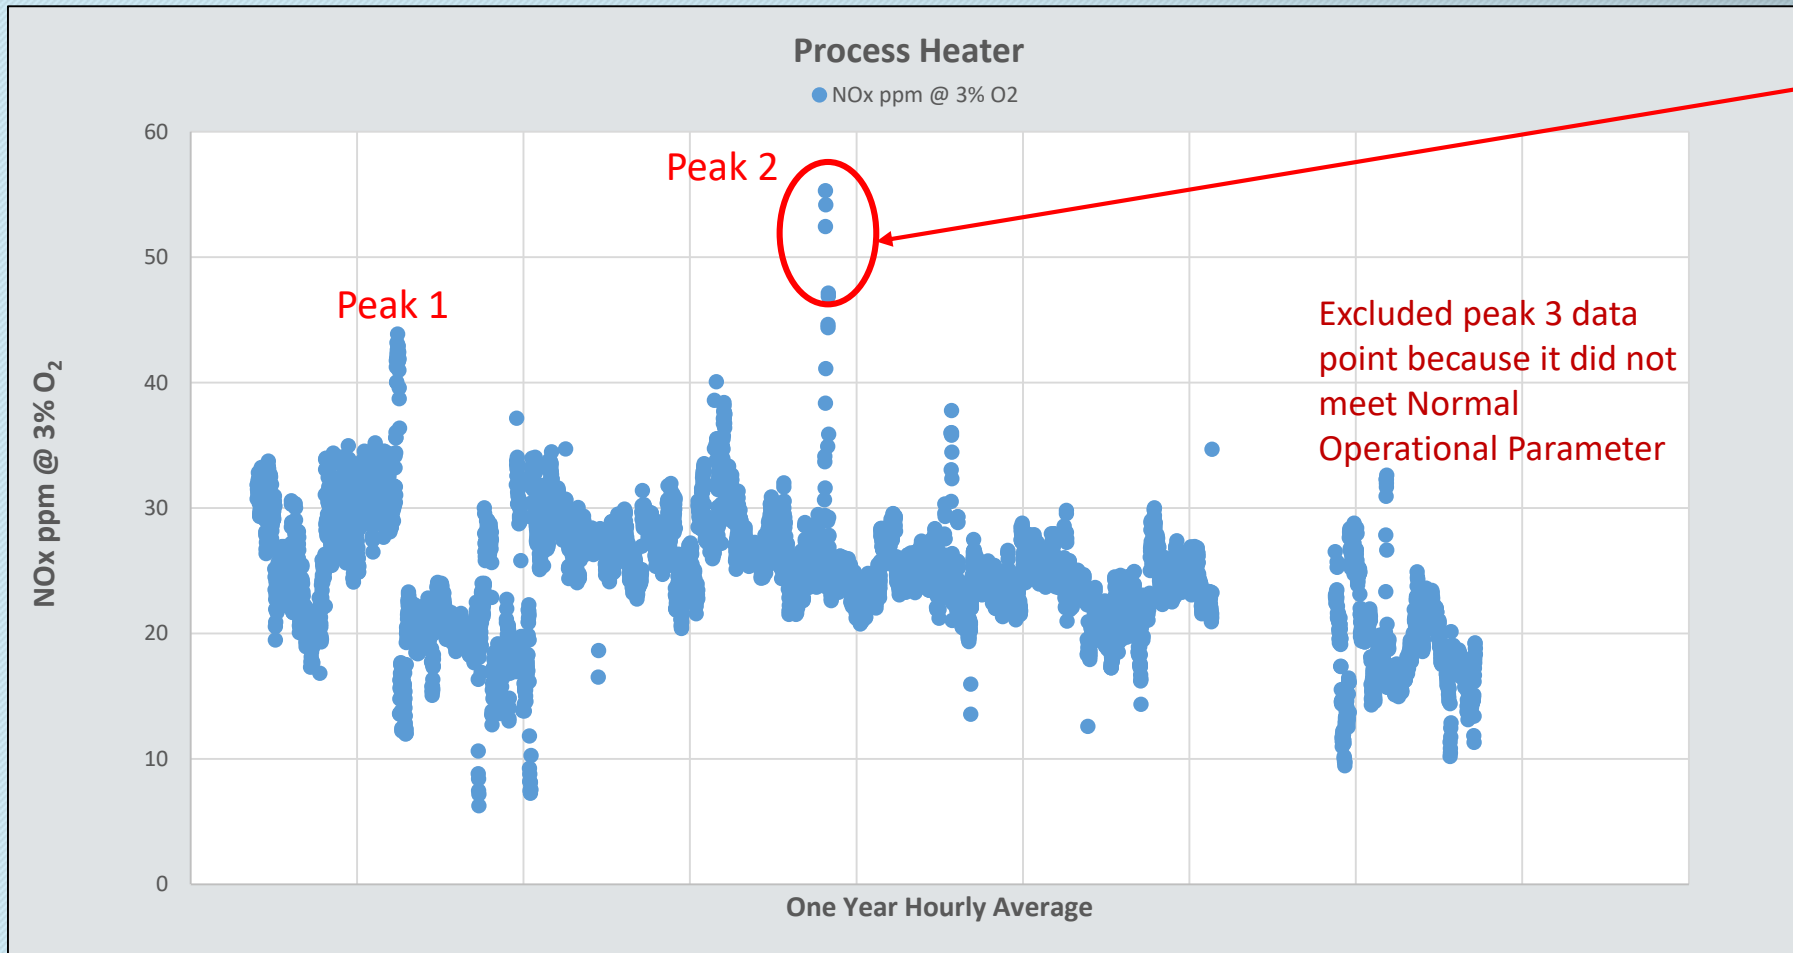 Process Heater
NOx ppm @ 3% O2
60
Peak 2
50
Peak 1
Excluded peak 3 data
point because it did not
meet Normal
Operational Parameter
40
30
20
10
0
NOx ppm @ 3% O₂
One Year Hourly Average